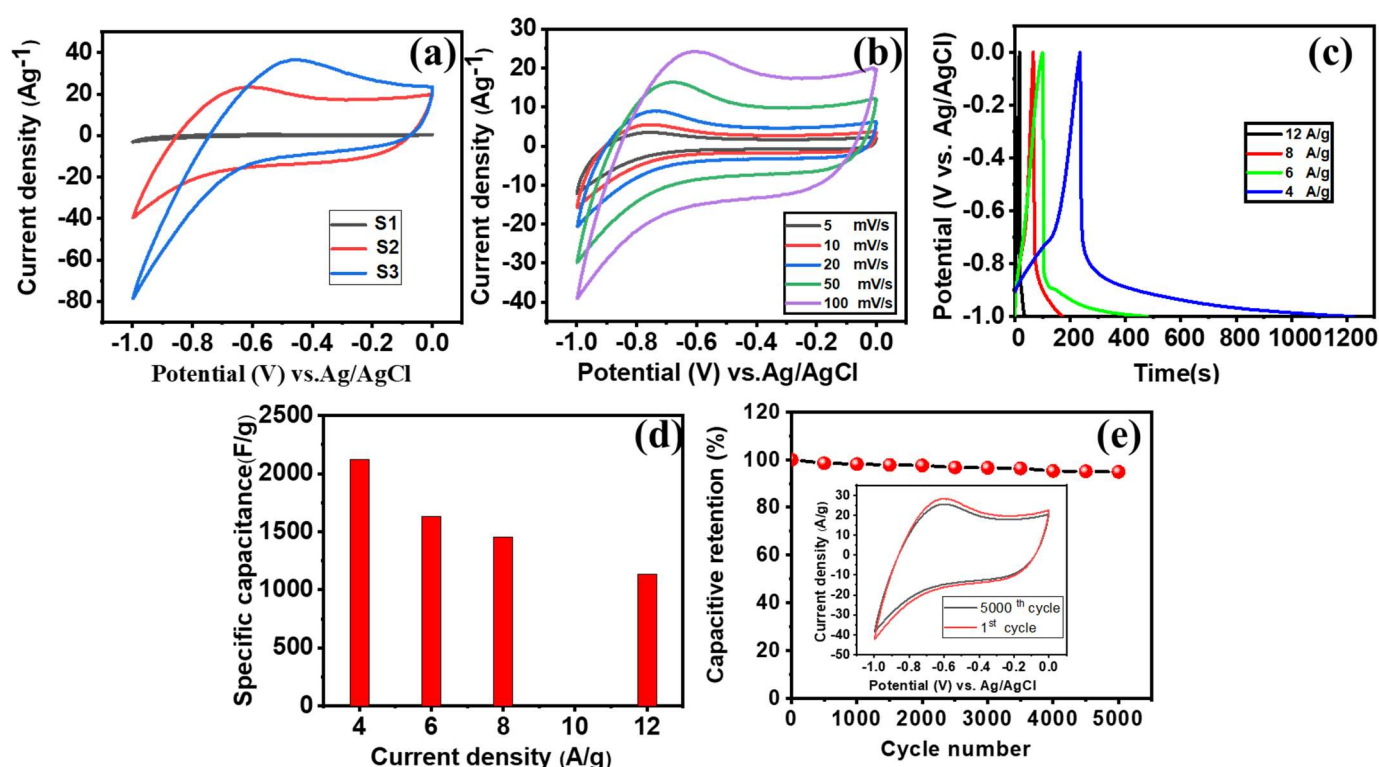 (a)
Current density (Ag-1)
40
20
0
-20
-40
-60
-80
S1
S2
S3
-1.0 -0.8 -0.6 -0.4 -0.2 0.0
Potential (V) vs.Ag/AgCl
(b)
Current density (Ag-1)
30
20
10
0
-10
-20
-30
-40
5 mV/s
10 mV/s
20 mV/s
50 mV/s
100 mV/s
-1.0 -0.8 -0.6 -0.4 -0.2 0.0
Potential (V) vs.Ag/AgCl
(c)
Potential (V vs. Ag/AgCl)
0.0
-0.2
-0.4
-0.6
-0.8
-1.0
12 A/g
8 A/g
6 A/g
4 A/g
0 200 400 600 800 1000 1200
Time(s)
(d)
Specific capacitance(F/g)
2500
2000
1500
1000
500
0
4 6 8 10 12
Current density (A/g)
(e)
Capacitive retention (%)
120
100
80
60
40
20
0
Current density (A/g)
30
20
10
0
-10
-20
-30
-40
-50
5000 th cycle
1st cycle
-1.0 -0.8 -0.6 -0.4 -0.2 0.0
Potential (V) vs. Ag/AgCl
0 1000 2000 3000 4000 5000
Cycle number